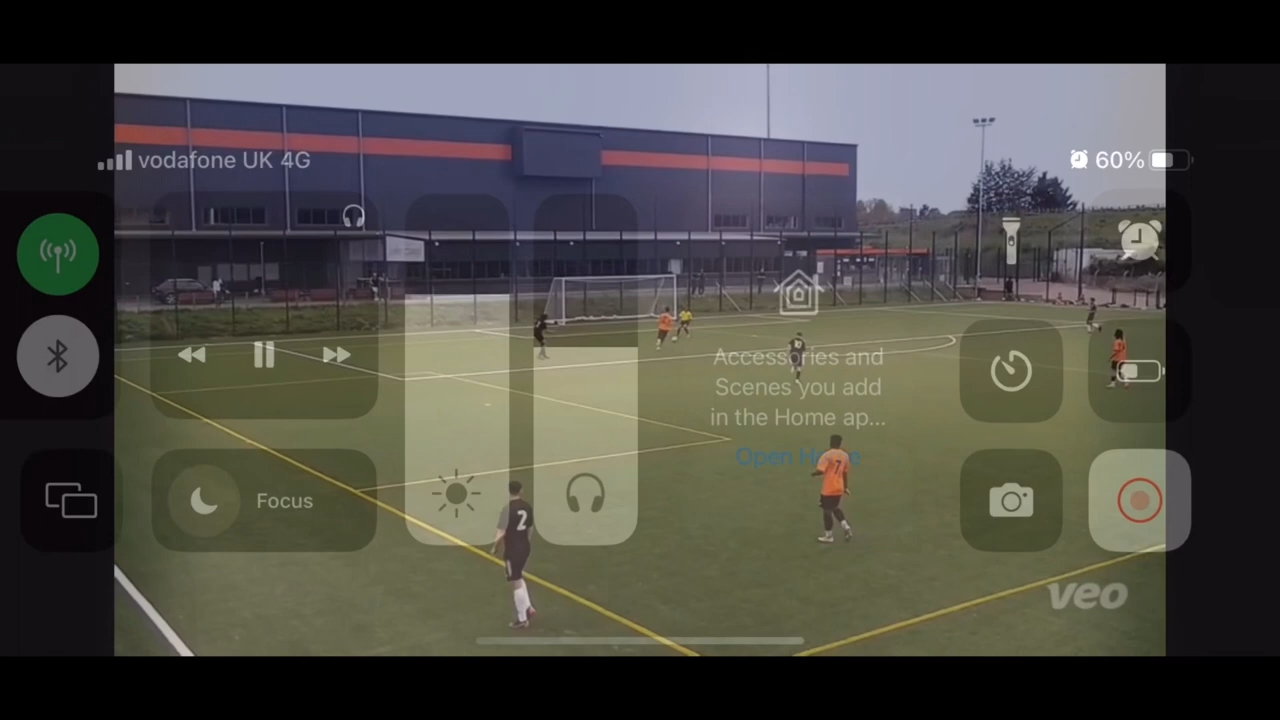 vodafone UK 4G
60%
Accessories and
Scenes you add
in the Home ap...
Open Home
Focus
10
7
2
veo